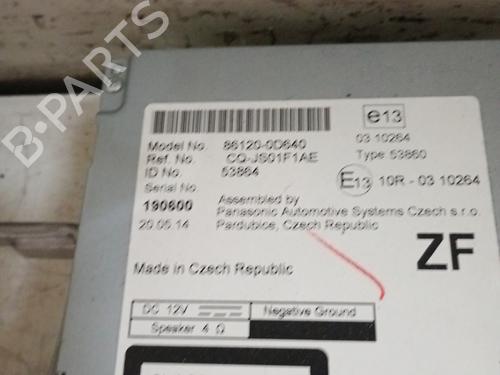 B-PARTS
e13
Model No. 86120-0D640 03 10264
Ref. No. CQ-JS01F1AE Type 53860
ID No. 53864
Serial No. E13 10R - 03 10264
190600 Assembled by
Panasonic Automotive Systems Czech s.r.o.
20.05.14 Pardubice, Czech Republic
ZF
Made in Czech Republic
DC 12V Negative Ground
Speaker 4 Ω